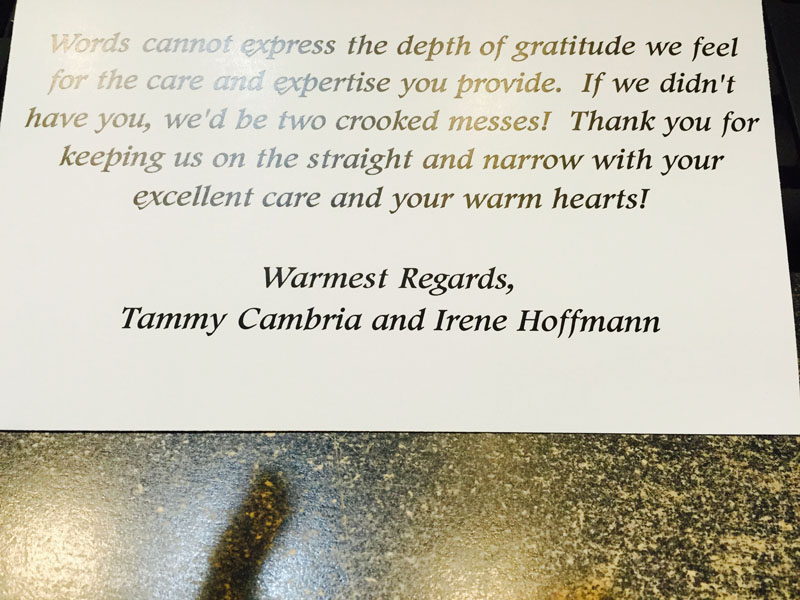 Words cannot express the depth of gratitude we feel
for the care and expertise you provide.  If we didn't
have you, we'd be two crooked messes!  Thank you for
keeping us on the straight and narrow with your
excellent care and your warm hearts!
Warmest Regards,
Tammy Cambria and Irene Hoffmann